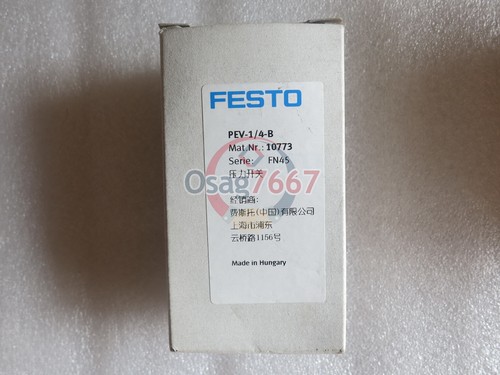 FESTO
PEV-1/4-B
Mat.Nr.: 10773
Serie: FN45
压力开关
Osag7667
经销商:
费斯托(中国)有限公司
上海市浦东
云桥路1156号
Made in Hungary